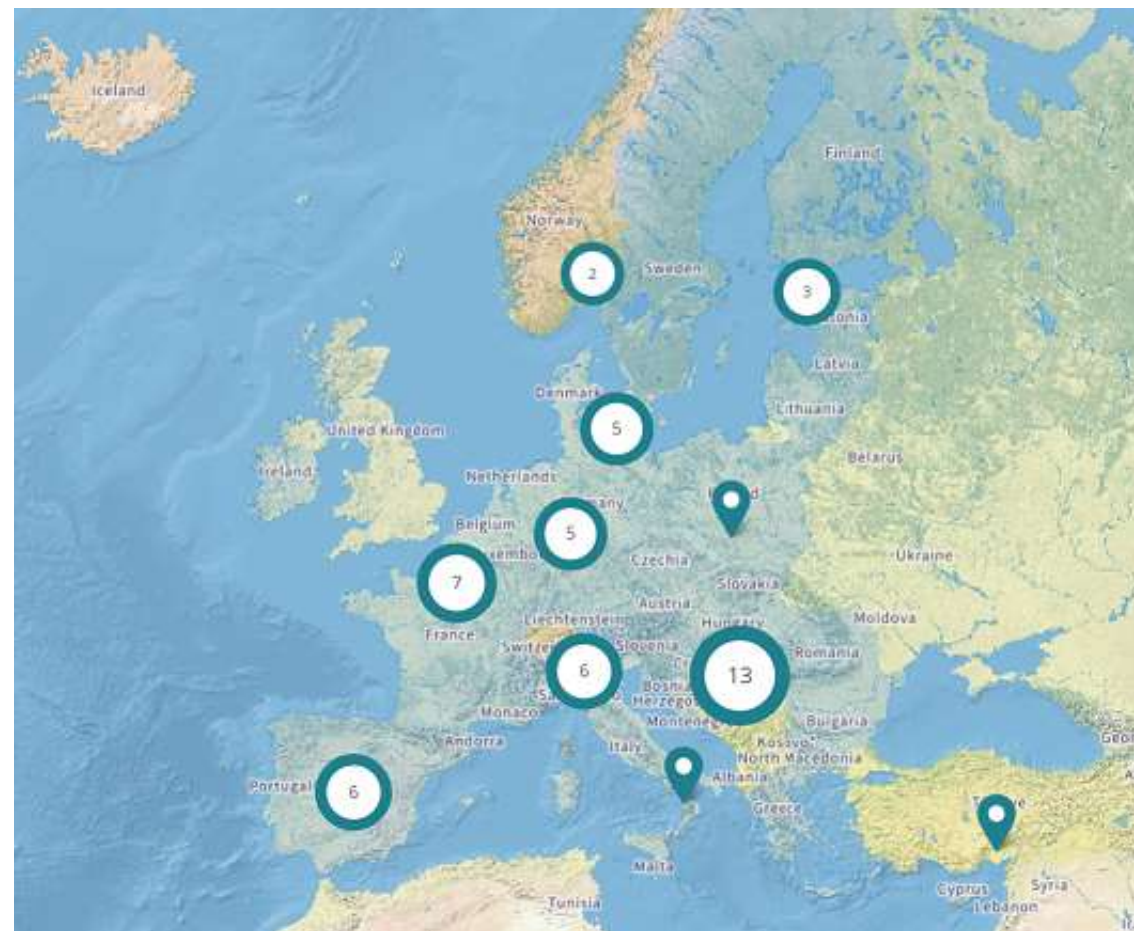 Iceland
Finland
Norway
2
Sweden
3
Latvia
Denmark
Lithuania
5
United Kingdom
Belarus
Ireland
Netherlands
Belgium
5
Ukraine
Czechia
7
Slovakia
Austria
Liechtenstein
Moldova
Hungary
France
Slovenia
Romania
6
13
Monaco
Bulgaria
Andorra
Italy
Kosovo*
North Macedonia
Albania
Portugal
6
Greece
Malta
Cyprus
Syria
Lebanon
Tunisia